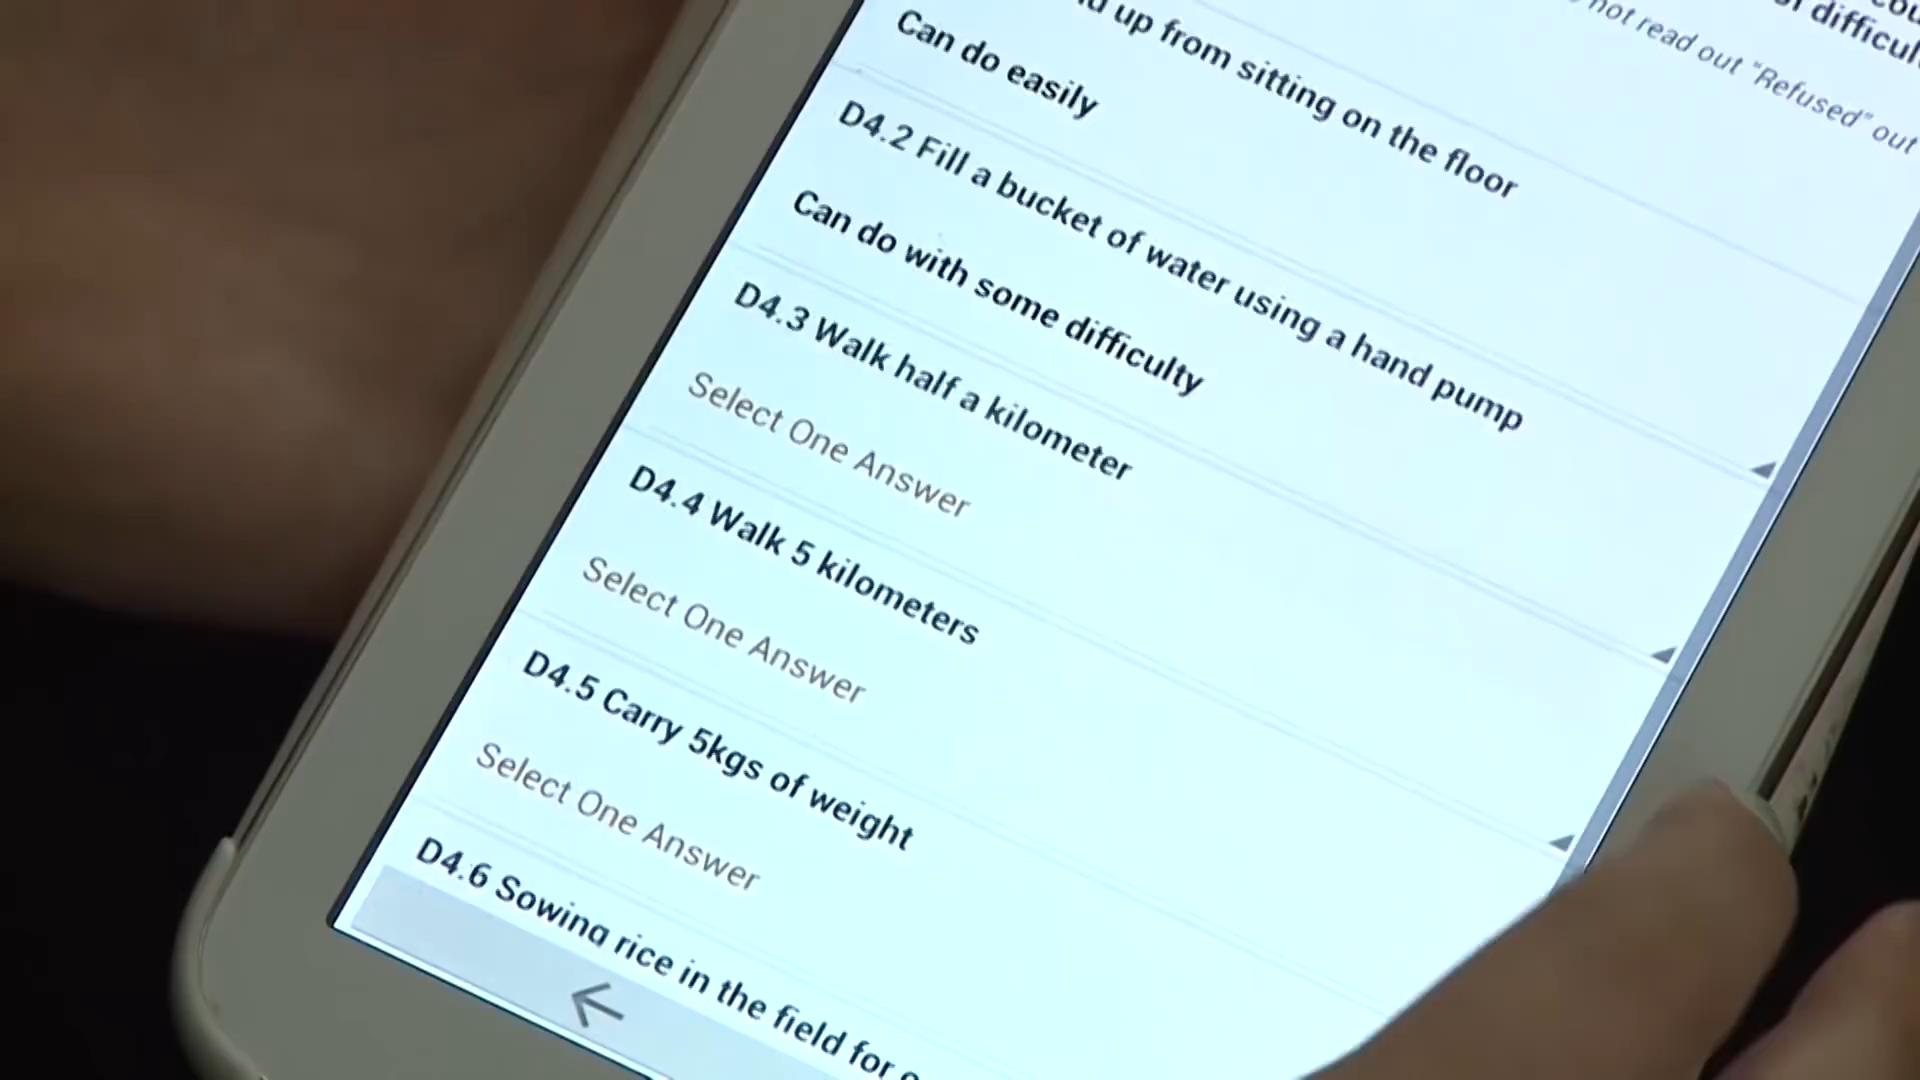 difficul
not read out "Refused" out
up from sitting on the floor
Can do easily
D4.2 Fill a bucket of water using a hand pump
Can do with some difficulty
D4.3 Walk half a kilometer
Select One Answer
D4.4 Walk 5 kilometers
Select One Answer
D4.5 Carry 5kgs of weight
Select One Answer
D4.6 Sowing rice in the field for